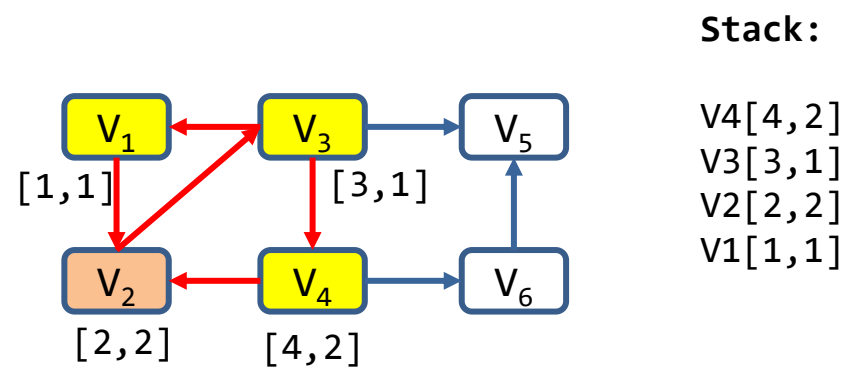 Stack:
V₁ V₃ V₅
[1,1] [3,1]
V₂ V₄ V₆
[2,2] [4,2]
V4[4,2]
V3[3,1]
V2[2,2]
V1[1,1]